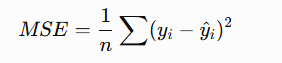 MSE = \frac{1}{n} \sum (y_i - \hat{y}_i)^2